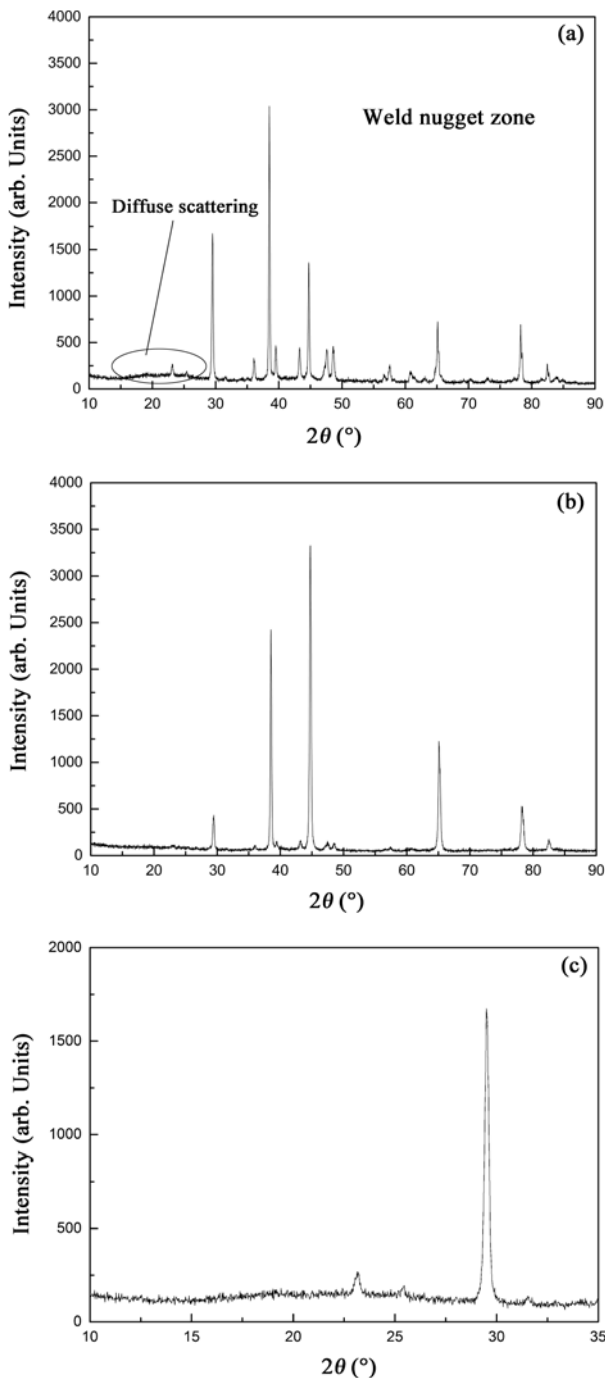 (a)
Weld nugget zone
Diffuse scattering
Intensity (arb. Units)
4000
3500
3000
2500
2000
1500
1000
500
0
10 20 30 40 50 60 70 80 90
2θ (°)
(b)
Intensity (arb. Units)
4000
3500
3000
2500
2000
1500
1000
500
0
10 20 30 40 50 60 70 80 90
2θ (°)
(c)
Intensity (arb. Units)
2000
1500
1000
500
0
10 15 20 25 30 35
2θ (°)